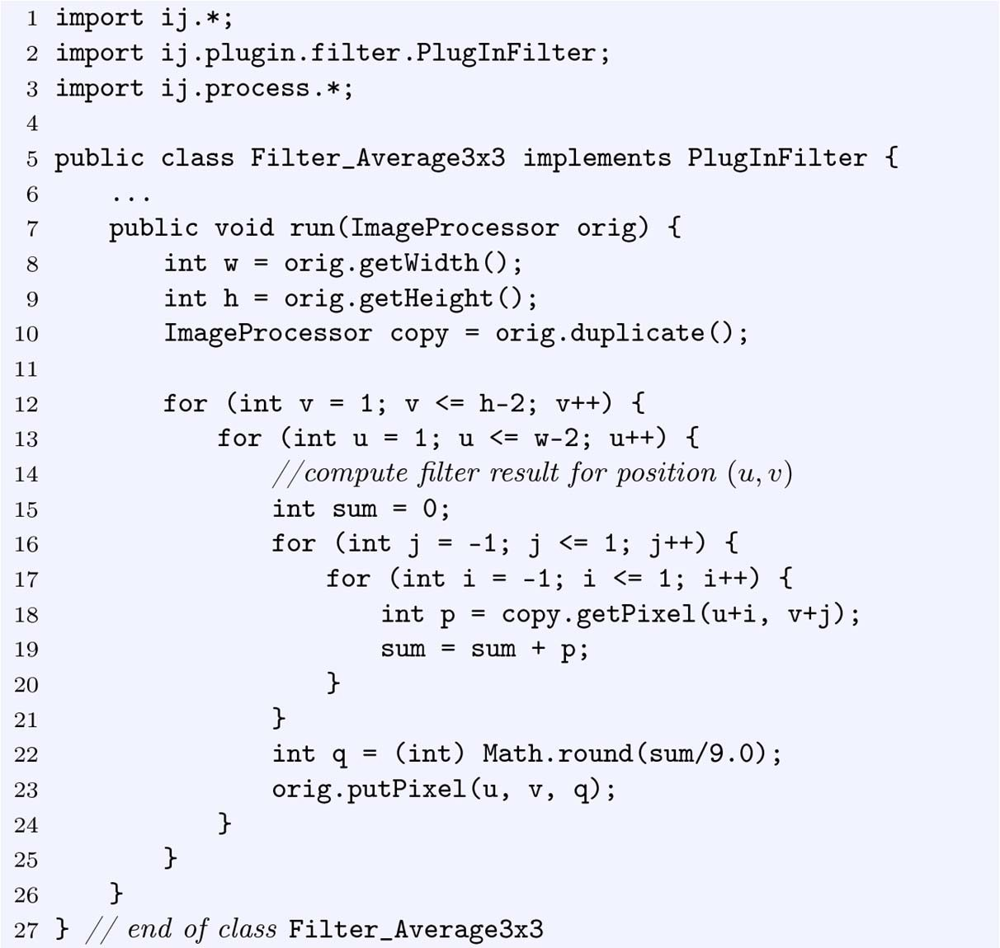 1 import ij.*;
2 import ij.plugin.filter.PlugInFilter;
3 import ij.process.*;
4
5 public class Filter_Average3x3 implements PlugInFilter {
6     ...
7     public void run(ImageProcessor orig) {
8         int w = orig.getWidth();
9         int h = orig.getHeight();
10         ImageProcessor copy = orig.duplicate();
11
12         for (int v = 1; v <= h-2; v++) {
13             for (int u = 1; u <= w-2; u++) {
14                 //compute filter result for position (u, v)
15                 int sum = 0;
16                 for (int j = -1; j <= 1; j++) {
17                     for (int i = -1; i <= 1; i++) {
18                         int p = copy.getPixel(u+i, v+j);
19                         sum = sum + p;
20                     }
21                 }
22                 int q = (int) Math.round(sum/9.0);
23                 orig.putPixel(u, v, q);
24             }
25         }
26     }
27 } // end of class Filter_Average3x3